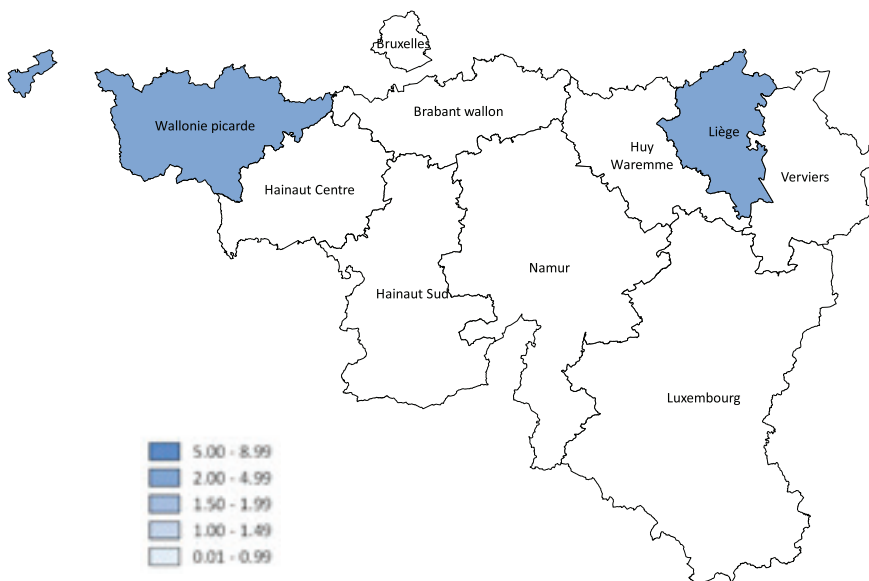 Bruxelles
Brabant wallon
Wallonie picarde
Liège
Huy
Waremme
Verviers
Hainaut Centre
Namur
Hainaut Sud
Luxembourg
5.00 - 8.99
2.00 - 4.99
1.50 - 1.99
1.00 - 1.49
0.01 - 0.99